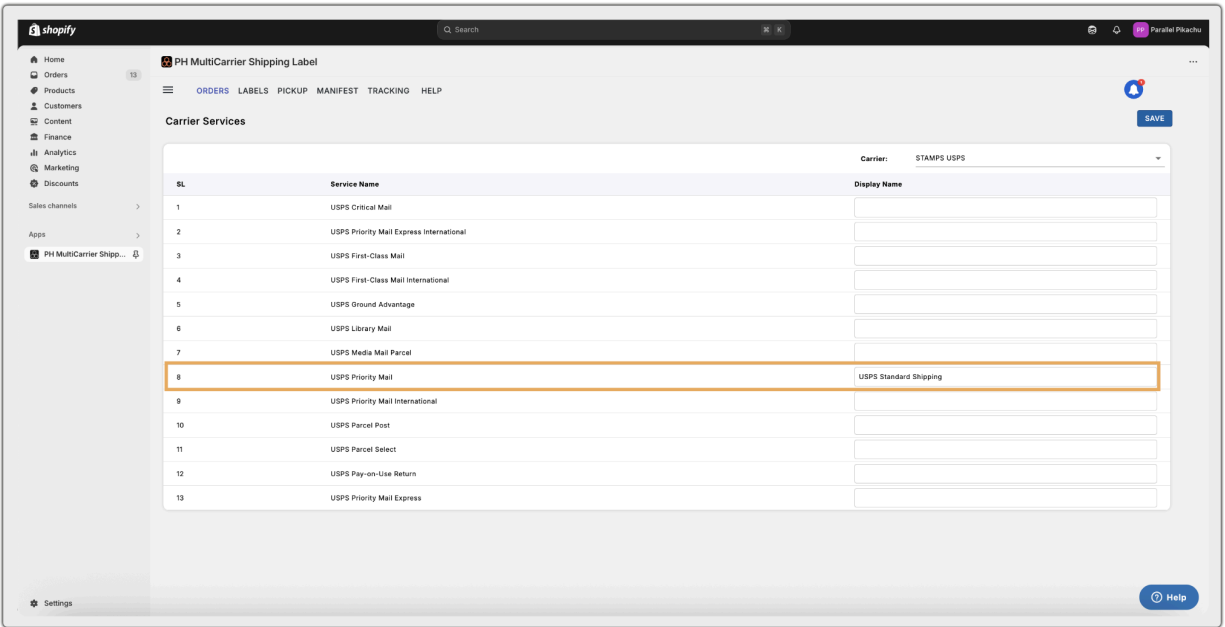 shopify
Search
⌘ K
PP Parallel Pikachu
Home
Orders 13
Products
Customers
Content
Finance
Analytics
Marketing
Discounts
Sales channels
Apps
PH MultiCarrier Shipp...
Settings
PH MultiCarrier Shipping Label
ORDERS LABELS PICKUP MANIFEST TRACKING HELP
Carrier Services
SAVE
Carrier: STAMPS USPS
SL Service Name Display Name
1 USPS Critical Mail
2 USPS Priority Mail Express International
3 USPS First-Class Mail
4 USPS First-Class Mail International
5 USPS Ground Advantage
6 USPS Library Mail
7 USPS Media Mail Parcel
8 USPS Priority Mail USPS Standard Shipping
9 USPS Priority Mail International
10 USPS Parcel Post
11 USPS Parcel Select
12 USPS Pay-on-Use Return
13 USPS Priority Mail Express
Help